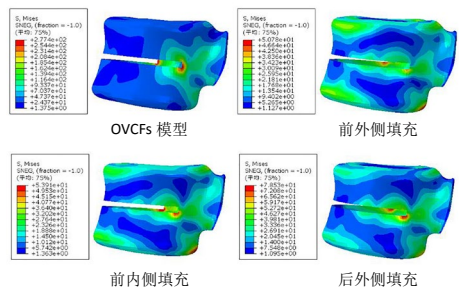 S, Mises
SNEG, (fraction = -1.0)
(平均: 75%)
+2.774e+02
+2.544e+02
+2.314e+02
+2.084e+02
+1.854e+02
+1.624e+02
+1.394e+02
+1.164e+02
+9.337e+01
+7.037e+01
+4.737e+01
+2.437e+01
+1.375e+00
OVCFs 模型
S, Mises
SNEG, (fraction = -1.0)
(平均: 75%)
+5.078e+01
+4.664e+01
+4.250e+01
+3.836e+01
+3.423e+01
+3.009e+01
+2.595e+01
+2.181e+01
+1.768e+01
+1.354e+01
+9.402e+00
+5.265e+00
+1.127e+00
前外侧填充
S, Mises
SNEG, (fraction = -1.0)
(平均: 75%)
+5.391e+01
+4.953e+01
+4.515e+01
+4.077e+01
+3.640e+01
+3.202e+01
+2.764e+01
+2.326e+01
+1.888e+01
+1.450e+01
+1.012e+01
+5.742e+00
+1.363e+00
前内侧填充
S, Mises
SNEG, (fraction = -1.0)
(平均: 75%)
+7.853e+01
+7.208e+01
+6.562e+01
+5.917e+01
+5.272e+01
+4.627e+01
+3.981e+01
+3.336e+01
+2.691e+01
+2.045e+01
+1.400e+01
+7.548e+00
+1.095e+00
后外侧填充